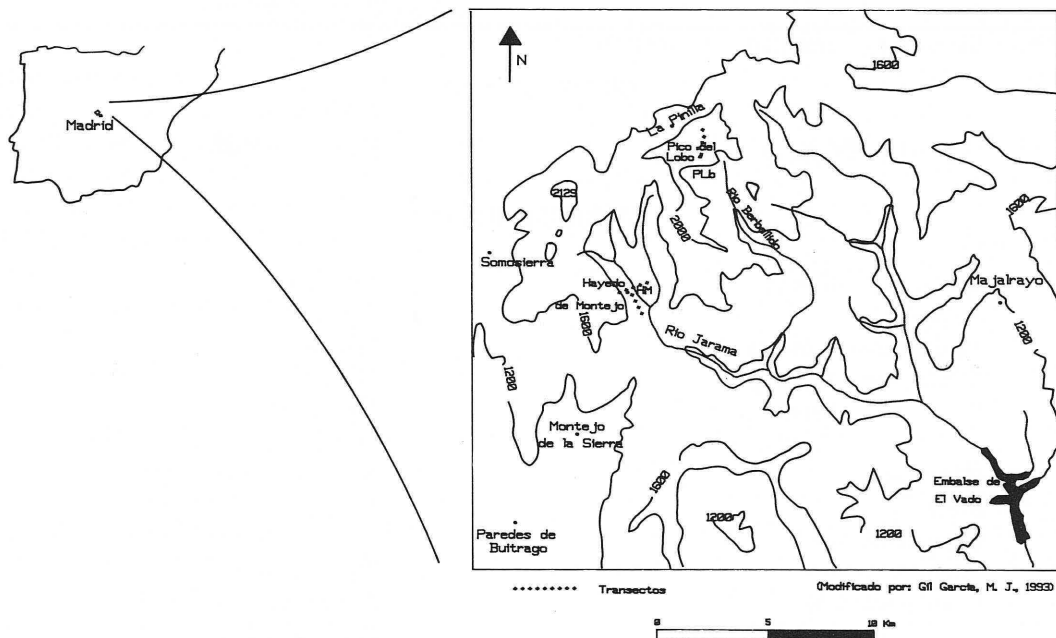 Madrid
N
1600
La Pinilla
Pico del
Lobo
PLb
2129
Río Berbellido
2000
1600
Somosierra
Hayedo HM
de Montejo
Majalrayo
1600
Río Jarama
1200
1200
Montejo
de la Sierra
1600
Embalse de
El Vado
1200
1200
Paredes de
Buitrago
Transectos
(Modificado por: Gil García, M. J., 1993)
0 5 10 Km